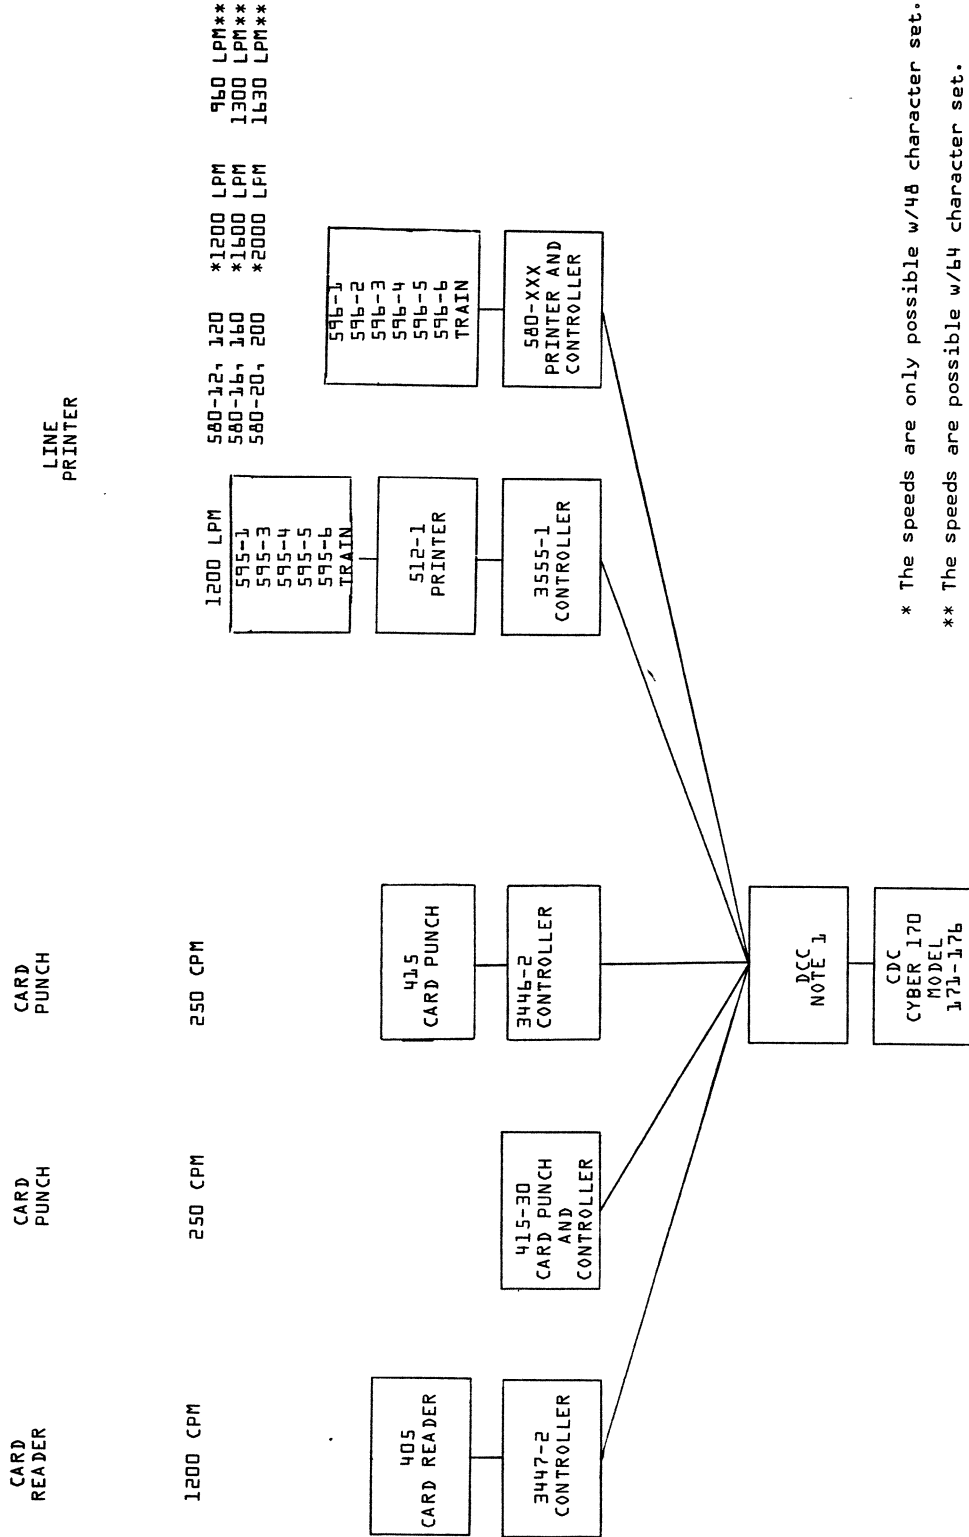 CARD
READER
CARD
PUNCH
CARD
PUNCH
LINE
PRINTER
1200 CPM
250 CPM
250 CPM
1200 LPM
580-12, 120 *1200 LPM 960 LPM**
580-16, 160 *1600 LPM 1300 LPM**
580-20, 200 *2000 LPM 1630 LPM**
595-1
595-3
595-4
595-5
595-6
TRAIN
596-1
596-2
596-3
596-4
596-5
596-6
TRAIN
405
CARD READER
415
CARD PUNCH
512-1
PRINTER
3447-2
CONTROLLER
415-30
CARD PUNCH
AND
CONTROLLER
3446-2
CONTROLLER
3555-1
CONTROLLER
580-XXX
PRINTER AND
CONTROLLER
DCC
NOTE 1
CDC
CYBER 170
MODEL
171-176
* The speeds are only possible w/48 character set.
** The speeds are possible w/64 character set.